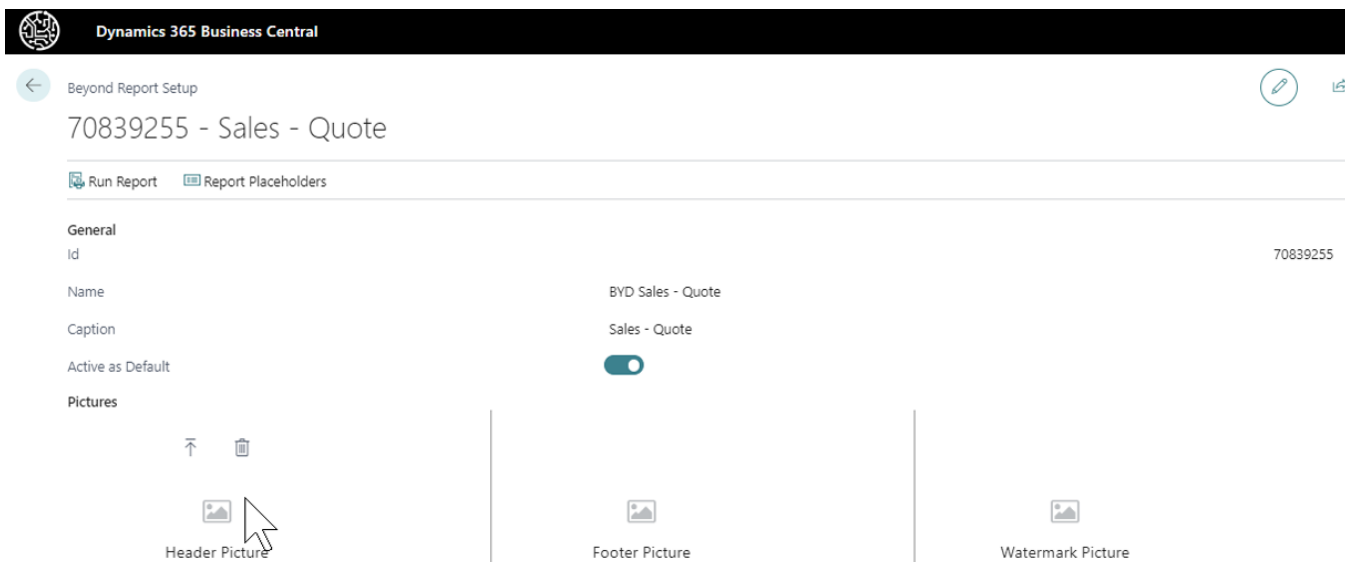 Dynamics 365 Business Central
Beyond Report Setup
70839255 - Sales - Quote
Run Report Report Placeholders
General
Id 70839255
Name BYD Sales - Quote
Caption Sales - Quote
Active as Default
Pictures
Header Picture Footer Picture Watermark Picture